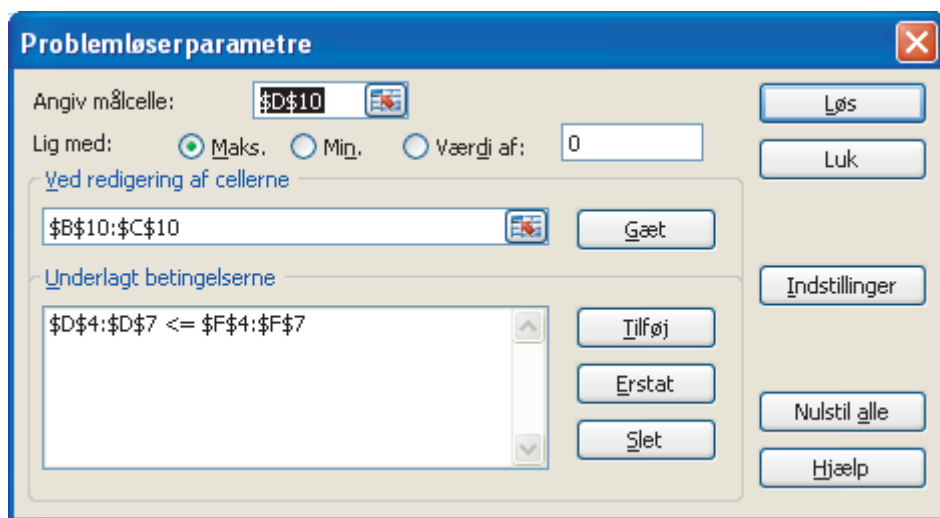 Problemløserparametre
Angiv målcelle: $D$10
Løs
Lig med: Maks. Min. Værdi af: 0
Luk
Ved redigering af cellerne
$B$10:$C$10
Gæt
Underlagt betingelserne
Indstillinger
$D$4:$D$7 <= $F$4:$F$7
Tilføj
Erstat
Nulstil alle
Slet
Hjælp